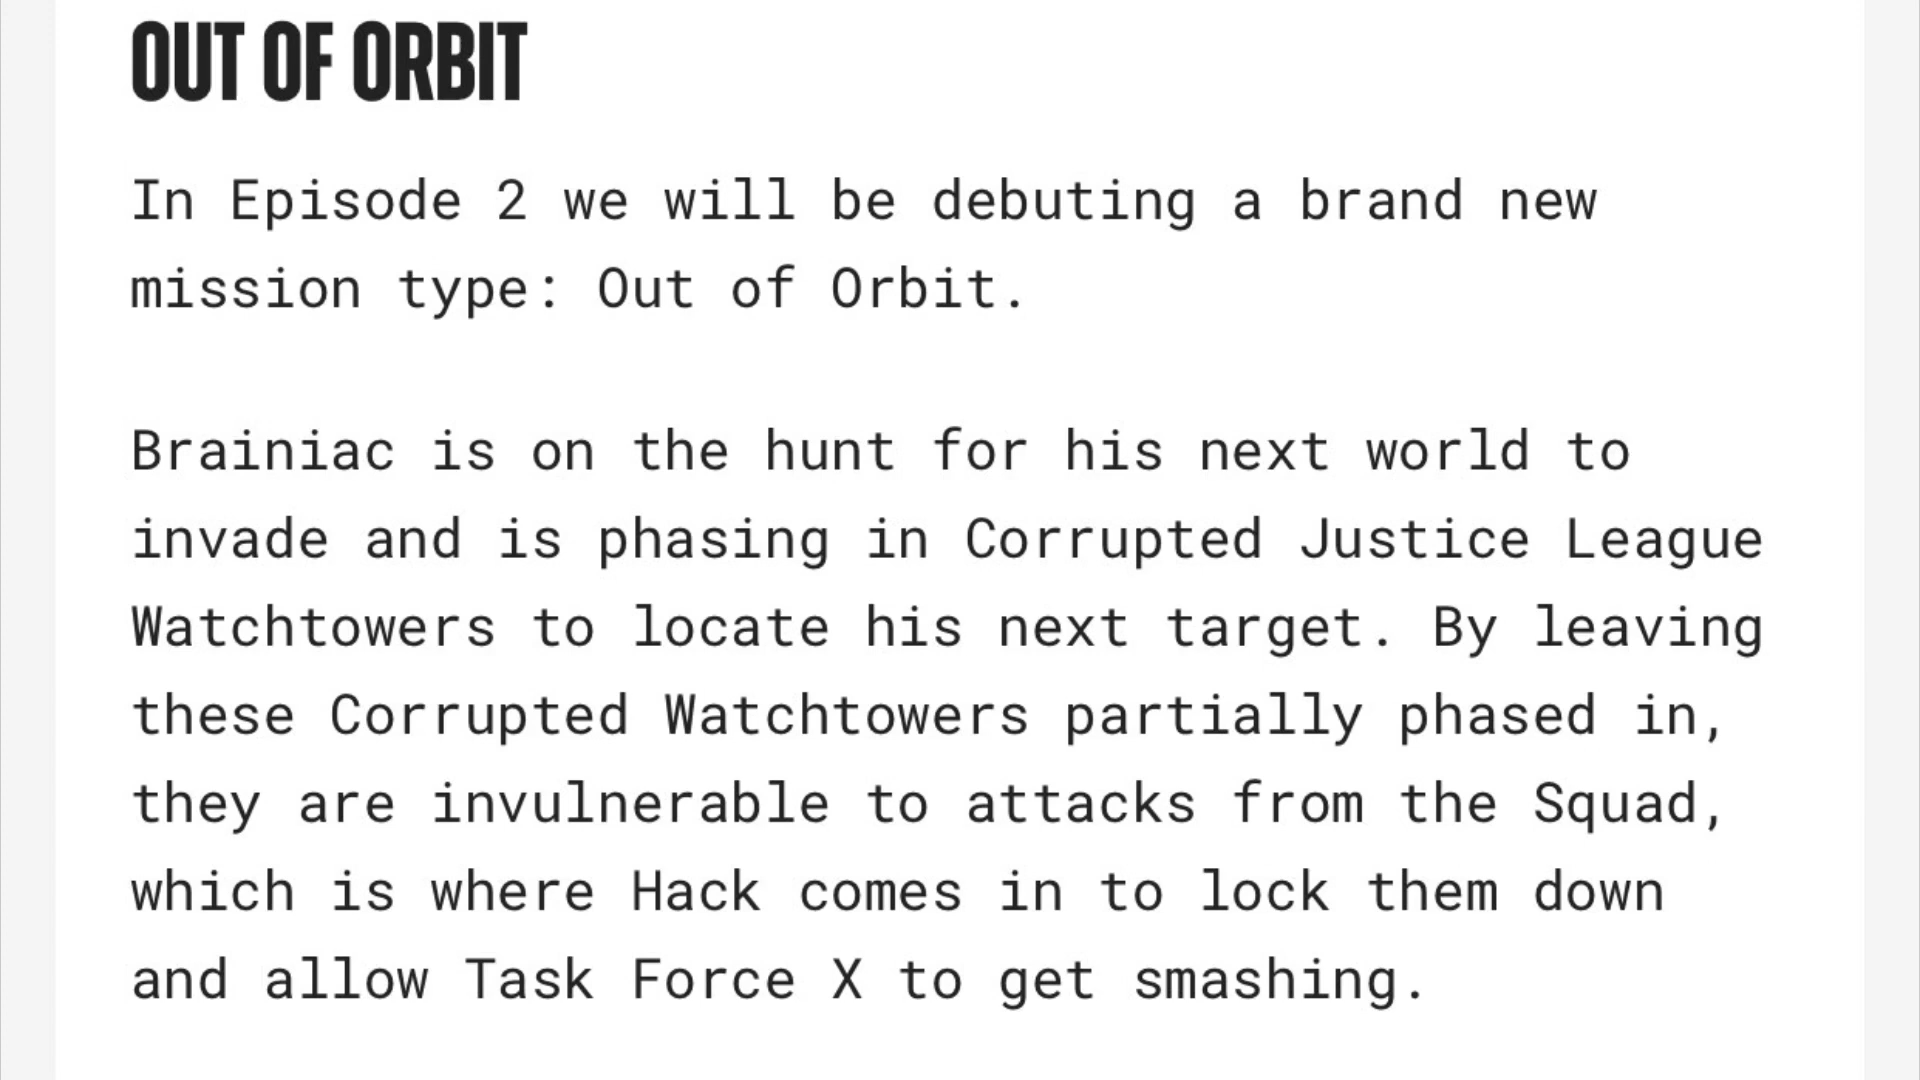 OUT OF ORBIT
In Episode 2 we will be debuting a brand new
mission type: Out of Orbit.
Brainiac is on the hunt for his next world to
invade and is phasing in Corrupted Justice League
Watchtowers to locate his next target. By leaving
these Corrupted Watchtowers partially phased in,
they are invulnerable to attacks from the Squad,
which is where Hack comes in to lock them down
and allow Task Force X to get smashing.